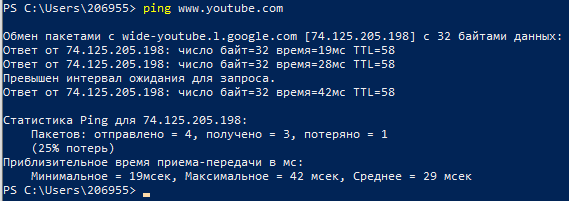 PS C:\Users\206955> ping www.youtube.com
Обмен пакетами с wide-youtube.l.google.com [74.125.205.198] с 32 байтами данных:
Ответ от 74.125.205.198: число байт=32 время=19мс TTL=58
Ответ от 74.125.205.198: число байт=32 время=28мс TTL=58
Превышен интервал ожидания для запроса.
Ответ от 74.125.205.198: число байт=32 время=42мс TTL=58
Статистика Ping для 74.125.205.198:
Пакетов: отправлено = 4, получено = 3, потеряно = 1
(25% потерь)
Приблизительное время приема-передачи в мс:
Минимальное = 19мсек, Максимальное = 42 мсек, Среднее = 29 мсек
PS C:\Users\206955>